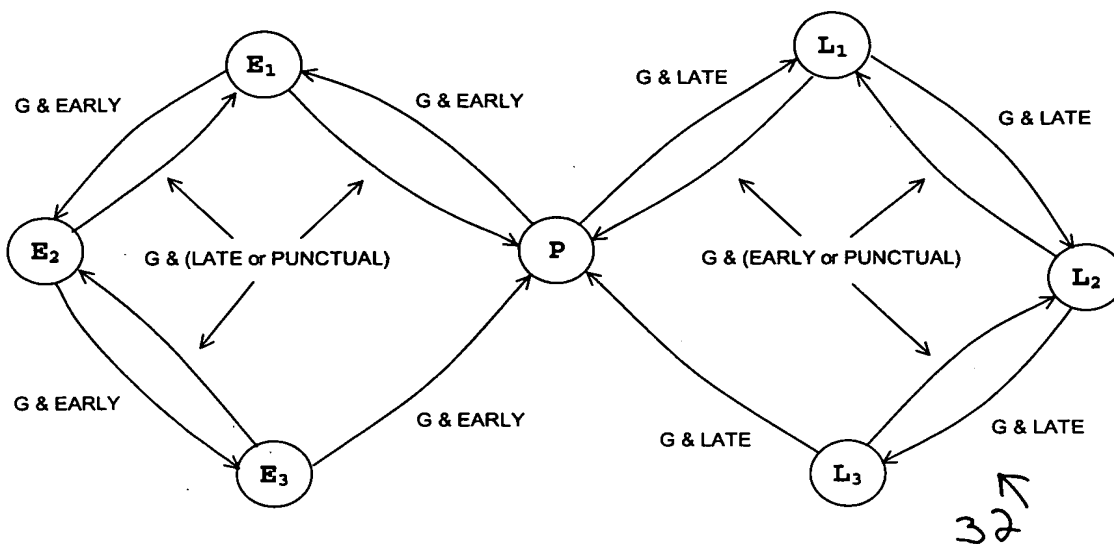 E₁
L₁
G & EARLY
G & EARLY
G & LATE
G & LATE
E₂
G & (LATE or PUNCTUAL)
P
G & (EARLY or PUNCTUAL)
L₂
G & EARLY
G & EARLY
G & LATE
G & LATE
E₃
L₃
32